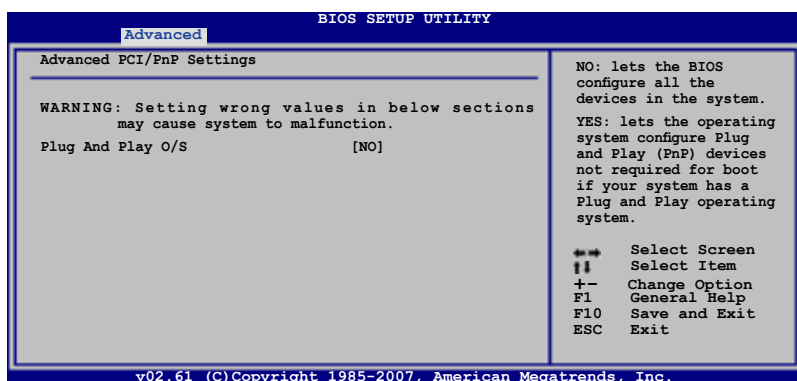 BIOS SETUP UTILITY
Advanced
Advanced PCI/PnP Settings
WARNING: Setting wrong values in below sections
may cause system to malfunction.
Plug And Play O/S [NO]
NO: lets the BIOS
configure all the
devices in the system.
YES: lets the operating
system configure Plug
and Play (PnP) devices
not required for boot
if your system has a
Plug and Play operating
system.
←→ Select Screen
↑↓ Select Item
+- Change Option
F1 General Help
F10 Save and Exit
ESC Exit
v02.61 (C)Copyright 1985-2007, American Megatrends, Inc.